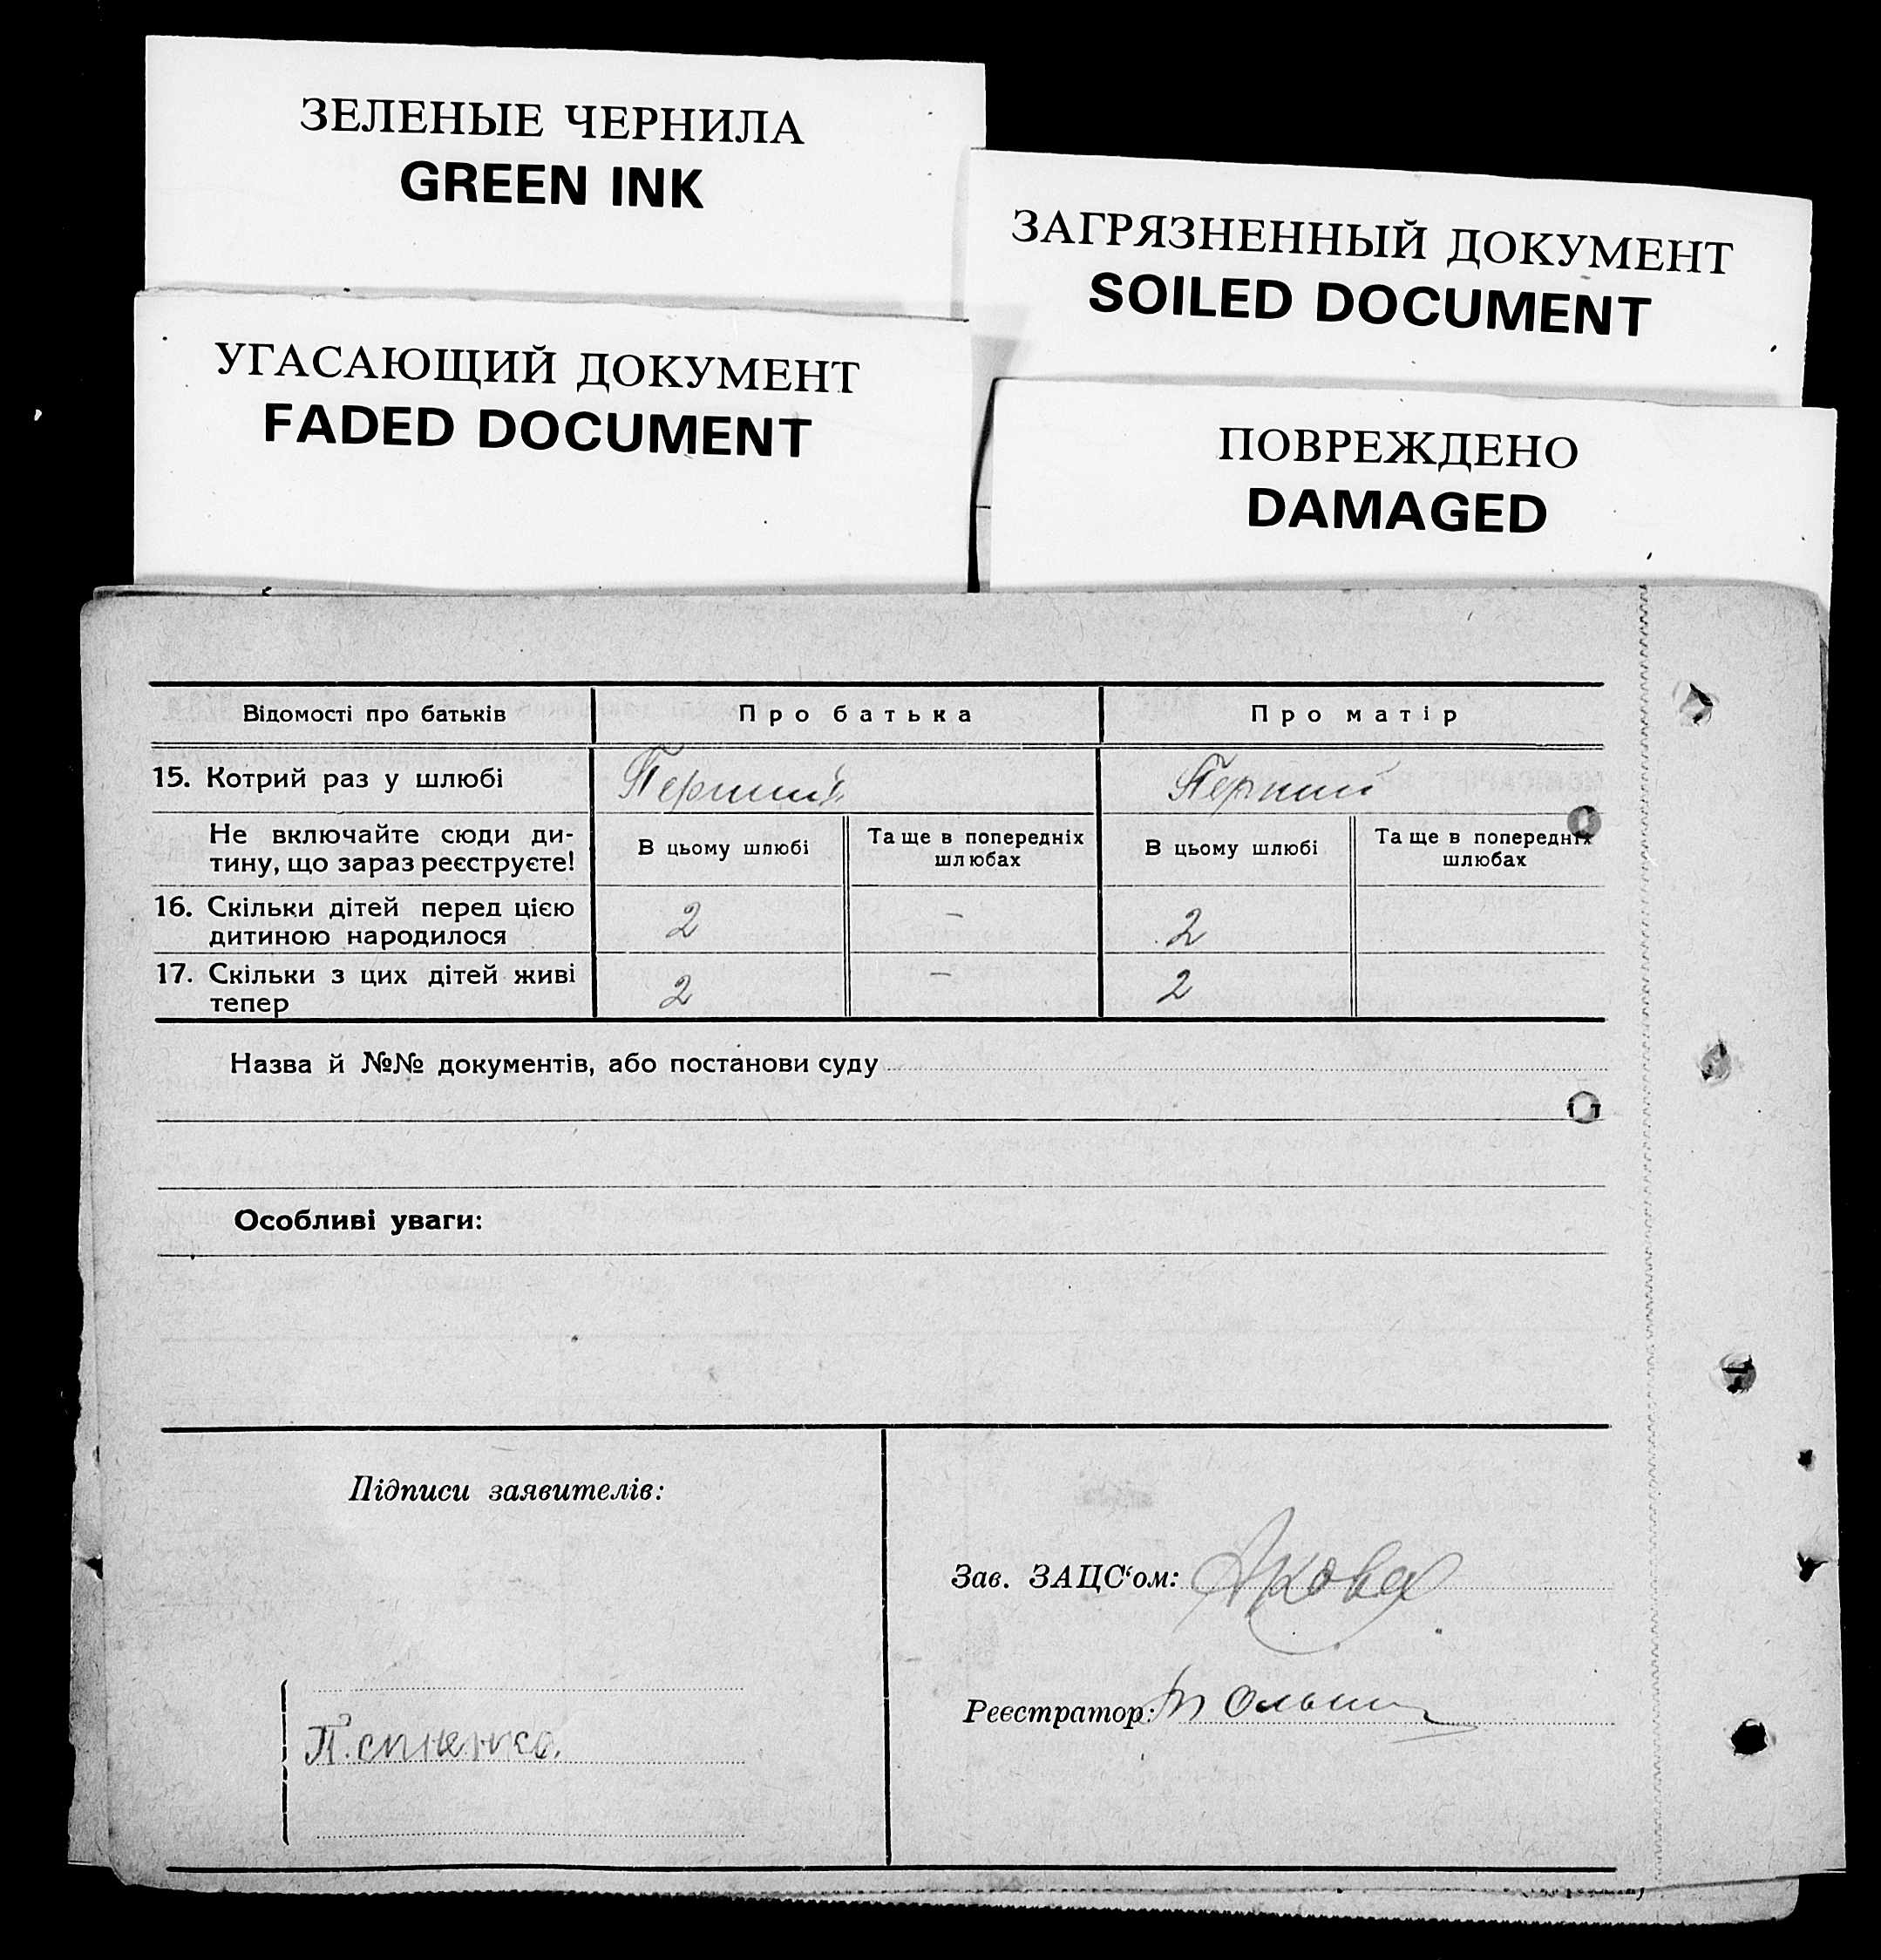 ЗЕЛЕНЫЕ ЧЕРНИЛА
GREEN INK
ЗАГРЯЗНЕННЫЙ ДОКУМЕНТ
SOILED DOCUMENT
УГАСАЮЩИЙ ДОКУМЕНТ
FADED DOCUMENT
ПОВРЕЖДЕНО
DAMAGED
Відомості про батьків Про батька Про матір
15. Котрий раз у шлюбі Перший Перший
Не включайте сюди ди-
тину, що зараз реєструєте!
В цьому шлюбі
Та ще в попередніх
шлюбах
В цьому шлюбі
Та ще в попередніх
шлюбах
16. Скільки дітей перед цією
дитиною народилося
2 – 2
17. Скільки з цих дітей живі
тепер
2 – 2
Назва й №№ документів, або постанови суду
Особливі уваги:
Підписи заявителів:
Зав. ЗАЦС‘ом:
Реєстратор: